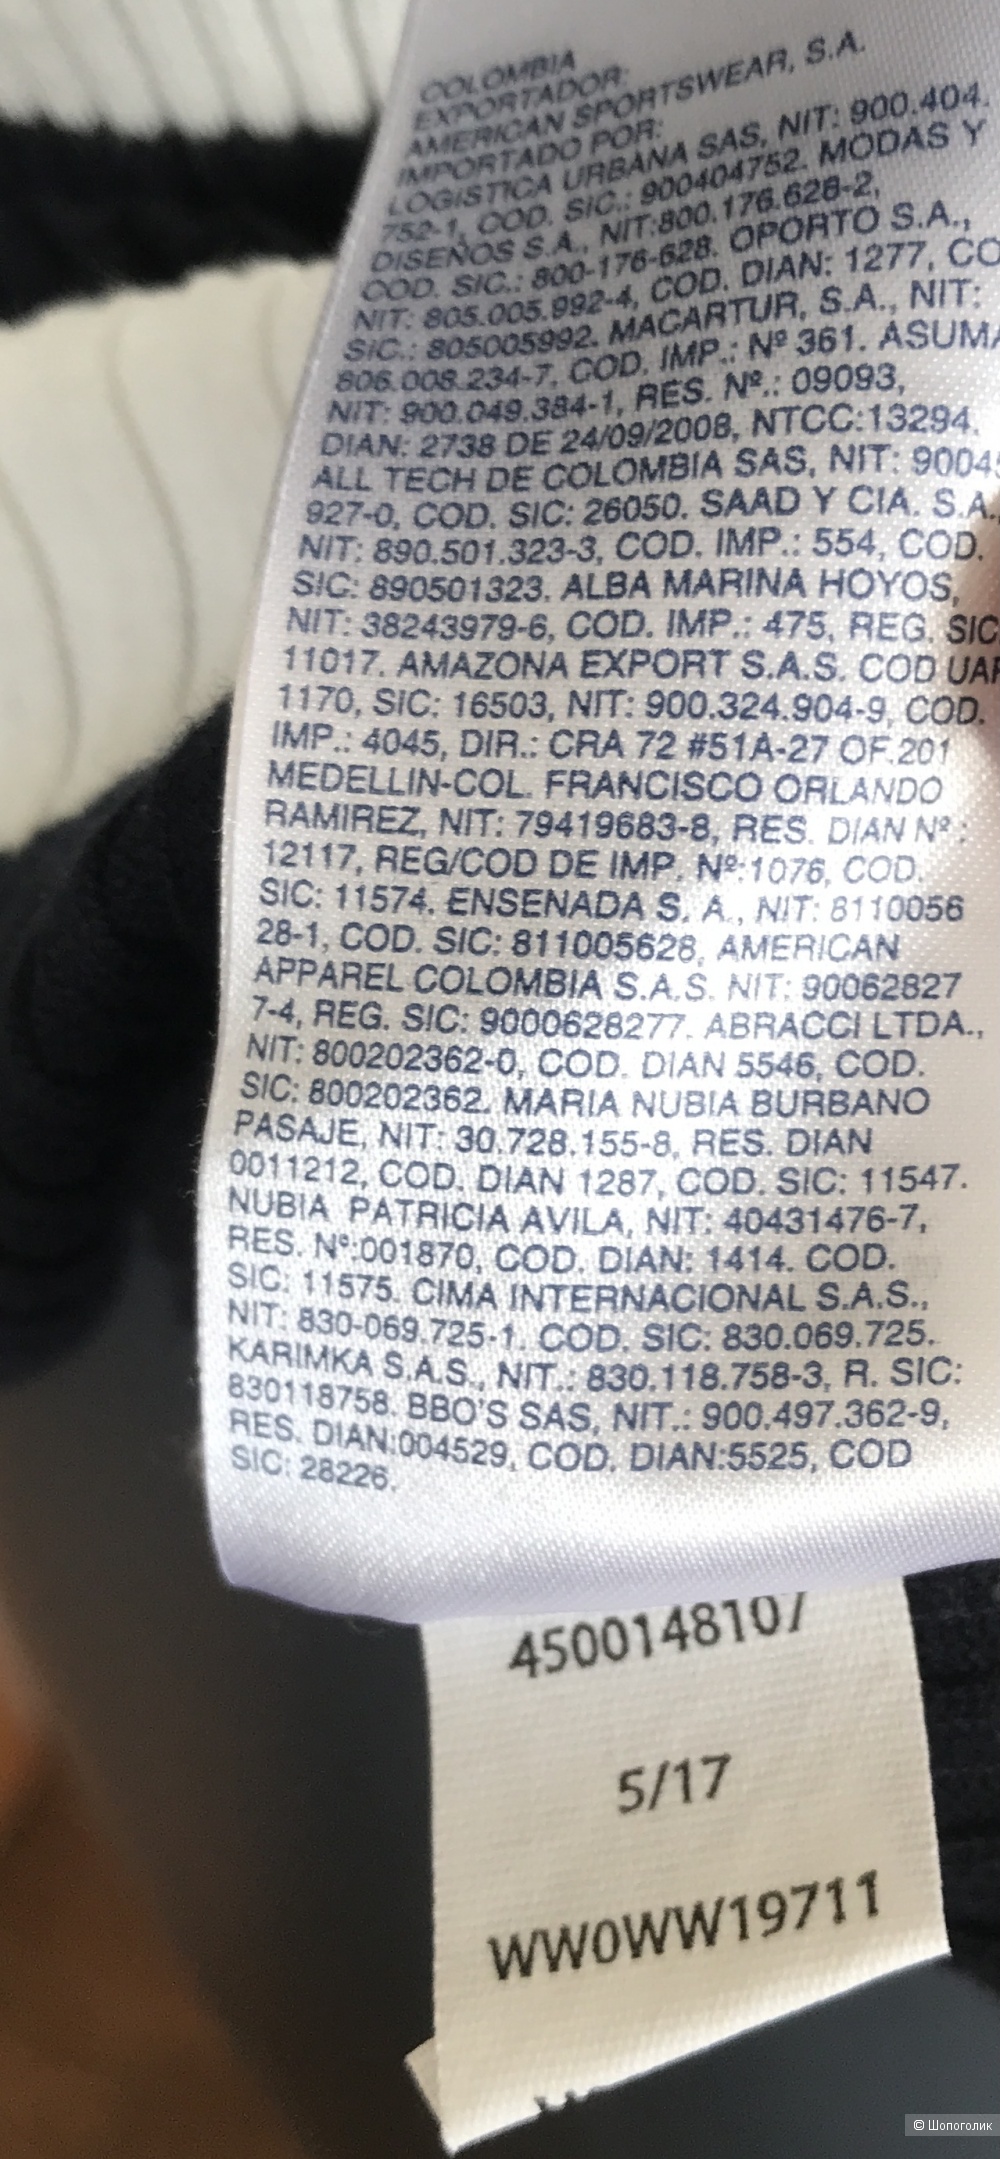 COLOMBIA
EXPORTADOR:
AMERICAN SPORTSWEAR, S.A.
IMPORTADO POR:
LOGISTICA URBANA SAS, NIT: 900.404.
752-1, COD. SIC.: 900404752. MODAS Y
DISEÑOS S.A., NIT:800.176.628-2,
COD. SIC.: 800-176-628. OPORTO S.A.,
NIT: 805.005.992-4, COD. DIAN: 1277, CO
SIC.: 805005992. MACARTUR, S.A., NIT:
806.008.234-7, COD. IMP.: Nº 361. ASUMA
NIT: 900.049.384-1, RES. Nº.: 09093,
DIAN: 2738 DE 24/09/2008, NTCC:13294.
ALL TECH DE COLOMBIA SAS, NIT: 9004
927-0, COD. SIC: 26050. SAAD Y CIA. S.A.,
NIT: 890.501.323-3, COD. IMP.: 554, COD.
SIC: 890501323. ALBA MARINA HOYOS,
NIT: 38243979-6, COD. IMP.: 475, REG. SIC
11017. AMAZONA EXPORT S.A.S. COD UAP
1170, SIC: 16503, NIT: 900.324.904-9, COD.
IMP.: 4045, DIR.: CRA 72 #51A-27 OF.201
MEDELLIN-COL. FRANCISCO ORLANDO
RAMIREZ, NIT: 79419683-8, RES. DIAN Nº :
12117, REG/COD DE IMP. Nº:1076, COD.
SIC: 11574. ENSENADA S. A., NIT: 8110056
28-1, COD. SIC: 811005628, AMERICAN
APPAREL COLOMBIA S.A.S. NIT: 90062827
7-4, REG. SIC: 9000628277. ABRACCI LTDA.,
NIT: 800202362-0, COD. DIAN 5546, COD.
SIC: 800202362. MARIA NUBIA BURBANO
PASAJE, NIT: 30.728.155-8, RES. DIAN
0011212, COD. DIAN 1287, COD. SIC: 11547.
NUBIA PATRICIA AVILA, NIT: 40431476-7,
RES. Nº:001870, COD. DIAN: 1414. COD.
SIC: 11575. CIMA INTERNACIONAL S.A.S.,
NIT: 830-069.725-1. COD. SIC: 830.069.725.
KARIMKA S.A.S., NIT.: 830.118.758-3, R. SIC:
830118758. BBO'S SAS, NIT.: 900.497.362-9,
RES. DIAN:004529, COD. DIAN:5525, COD
SIC: 28226.
4500148107
5/17
WW0WW19711
© Шопоголик